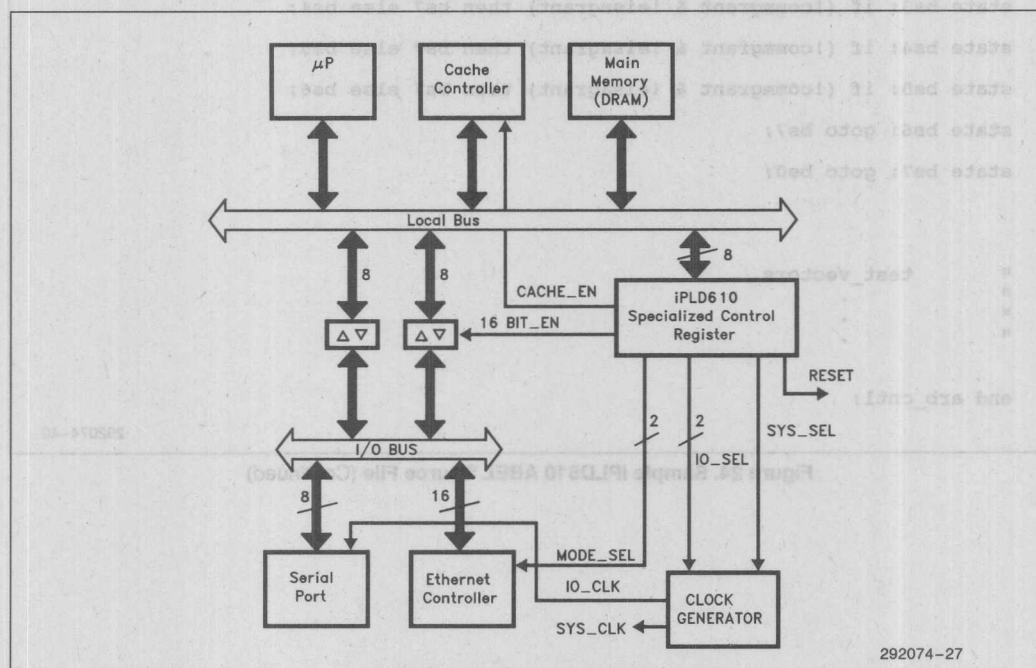 μP
Cache
Controller
Main
Memory
(DRAM)
Local Bus
8
8
8
CACHE_EN
16 BIT_EN
iPLD610
Specialized Control
Register
△ ▽
△ ▽
RESET
2
2
SYS_SEL
IO_SEL
I/O BUS
8
16
MODE_SEL
IO_CLK
SYS_CLK
Serial
Port
Ethernet
Controller
CLOCK
GENERATOR
292074-27